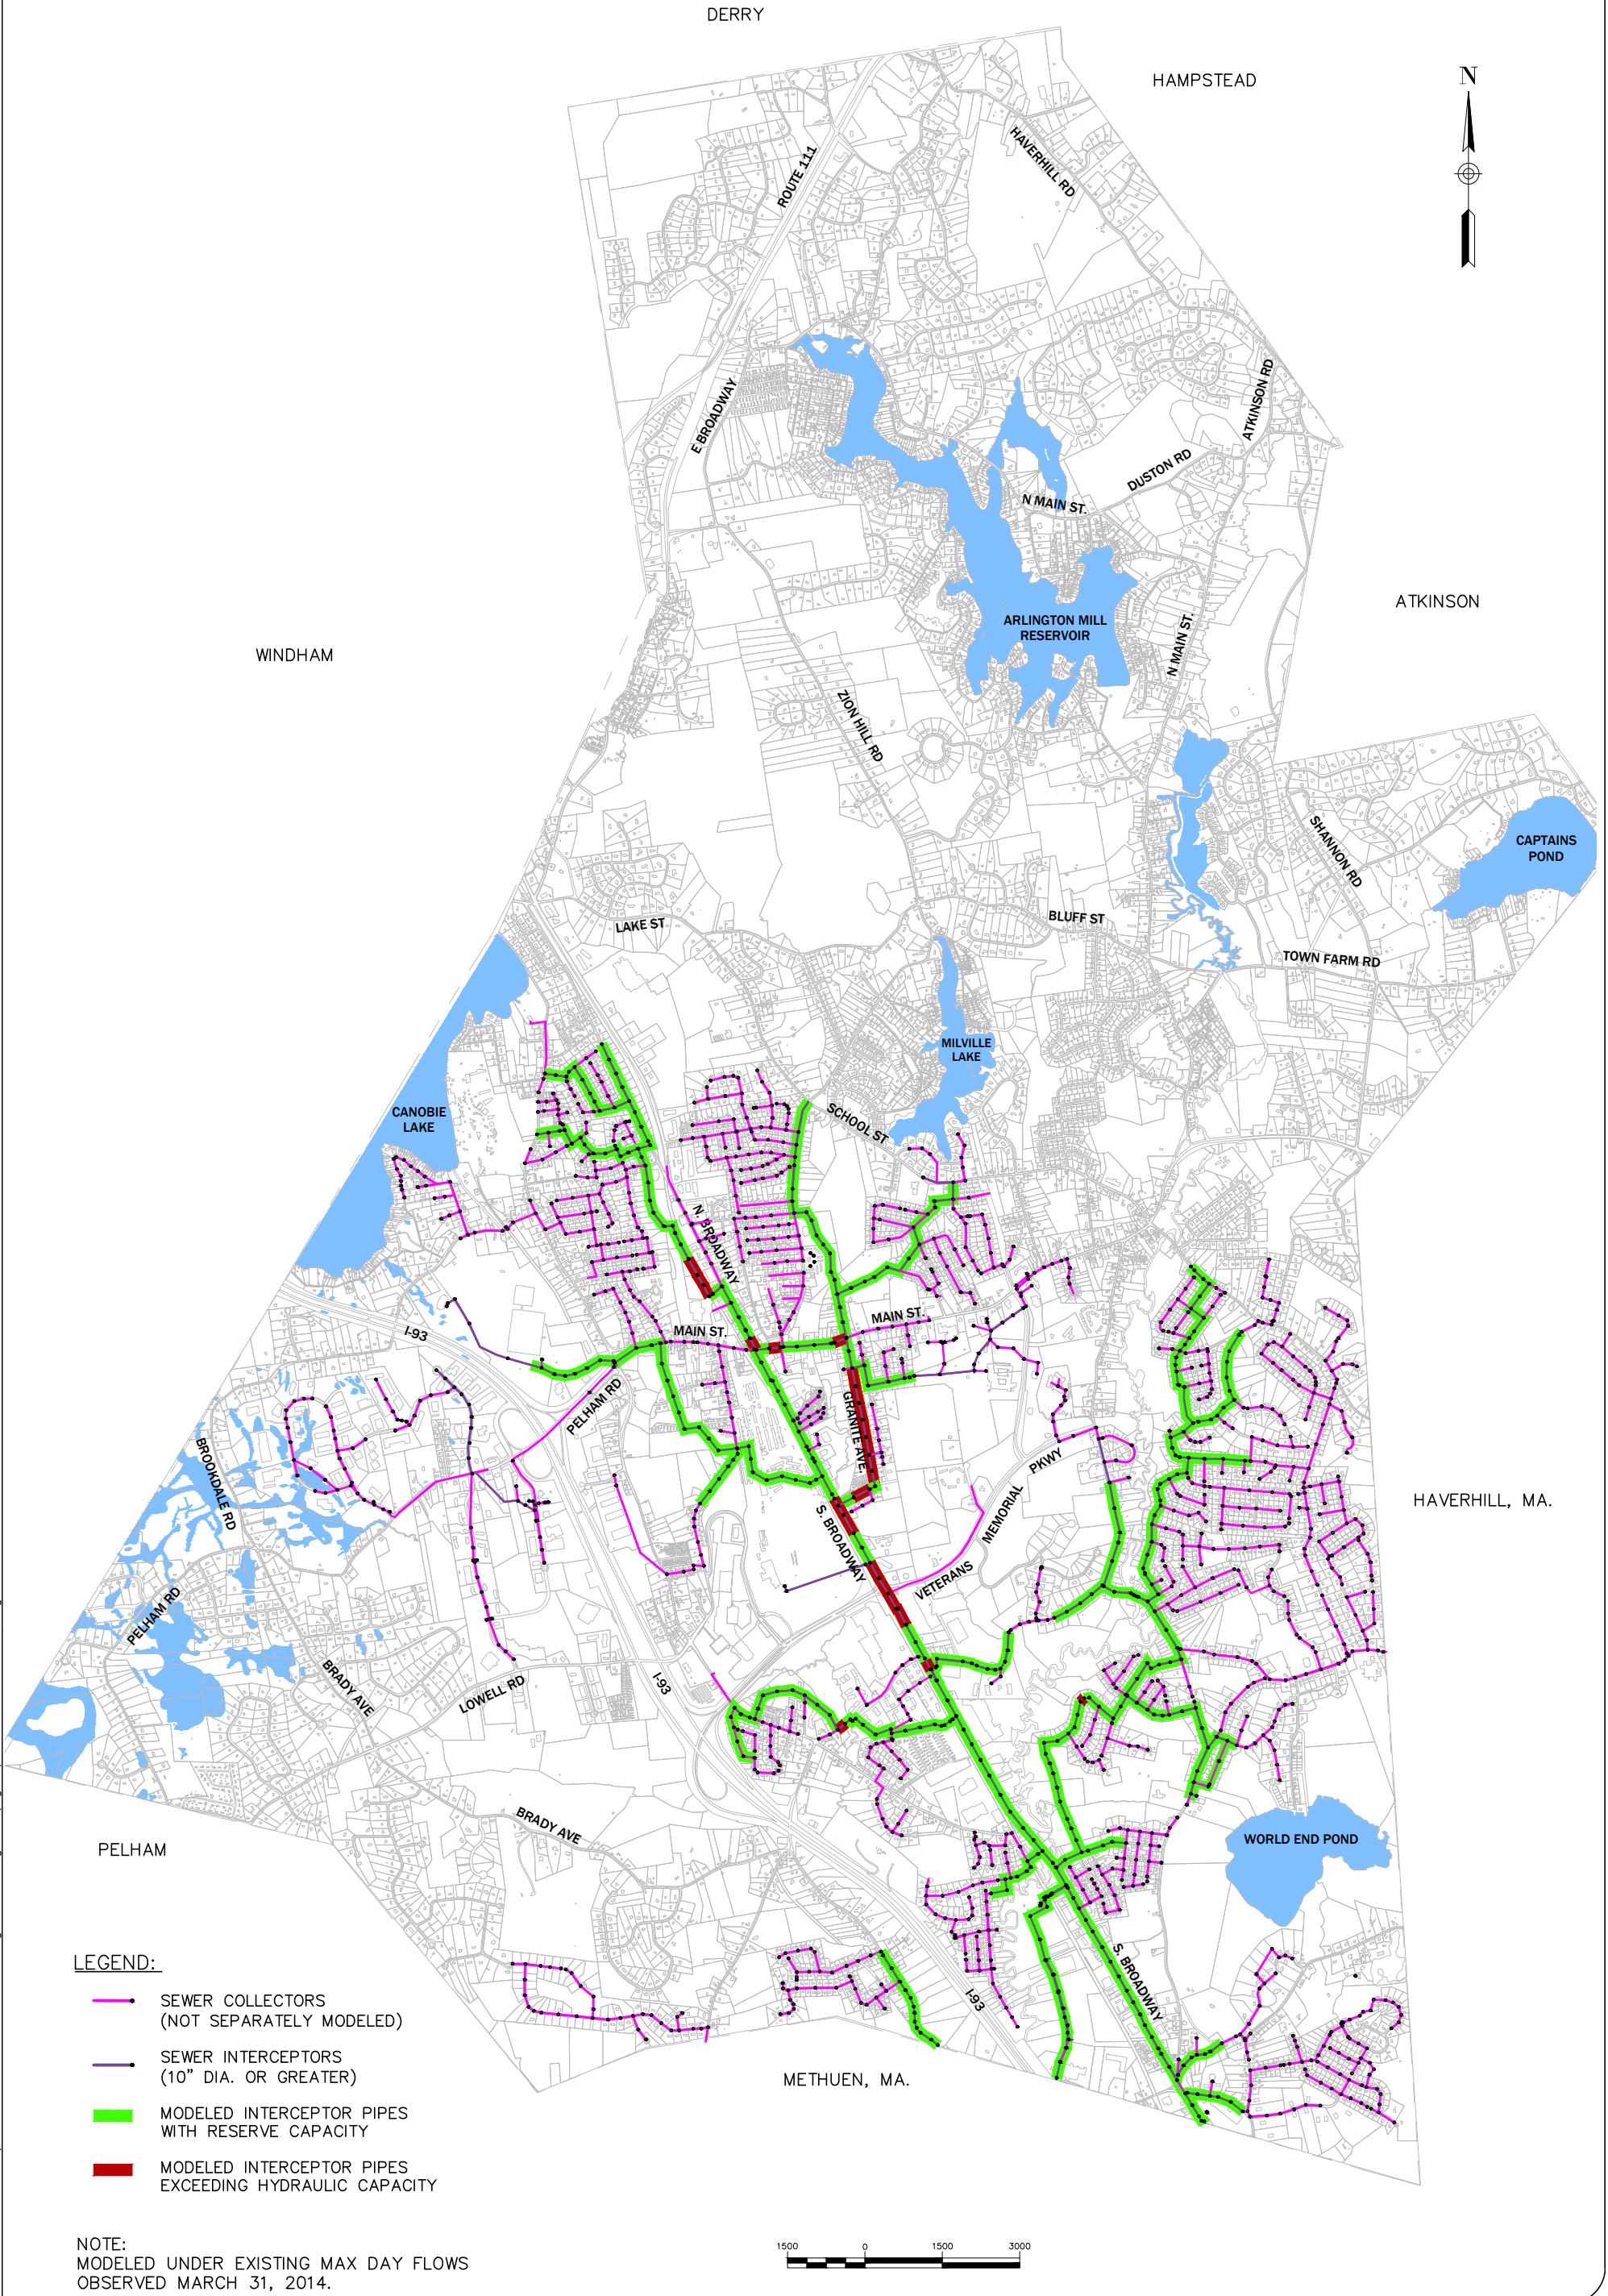 DERRY
HAMPSTEAD
N
ROUTE 111
HAVERHILL RD
E BROADWAY
ATKINSON RD
DUSTON RD
N MAIN ST.
ATKINSON
ARLINGTON MILL
RESERVOIR
N MAIN ST.
WINDHAM
ZION HILL RD
SHANNON RD
CAPTAINS
POND
LAKE ST
BLUFF ST
TOWN FARM RD
MILVILLE
LAKE
CANOBIE
LAKE
SCHOOL ST
N. BROADWAY
MAIN ST.
MAIN ST.
I-93
PELHAM RD
GRANITE AVE.
BROOKDALE RD
MEMORIAL
PKWY
HAVERHILL, MA.
S. BROADWAY
VETERANS
PELHAM RD
BRADY AVE
LOWELL RD
I-93
BRADY AVE
WORLD END POND
PELHAM
S. BROADWAY
I-93
METHUEN, MA.
LEGEND:
SEWER COLLECTORS
(NOT SEPARATELY MODELED)
SEWER INTERCEPTORS
(10" DIA. OR GREATER)
MODELED INTERCEPTOR PIPES
WITH RESERVE CAPACITY
MODELED INTERCEPTOR PIPES
EXCEEDING HYDRAULIC CAPACITY
NOTE:
MODELED UNDER EXISTING MAX DAY FLOWS
OBSERVED MARCH 31, 2014.
1500 0 1500 3000